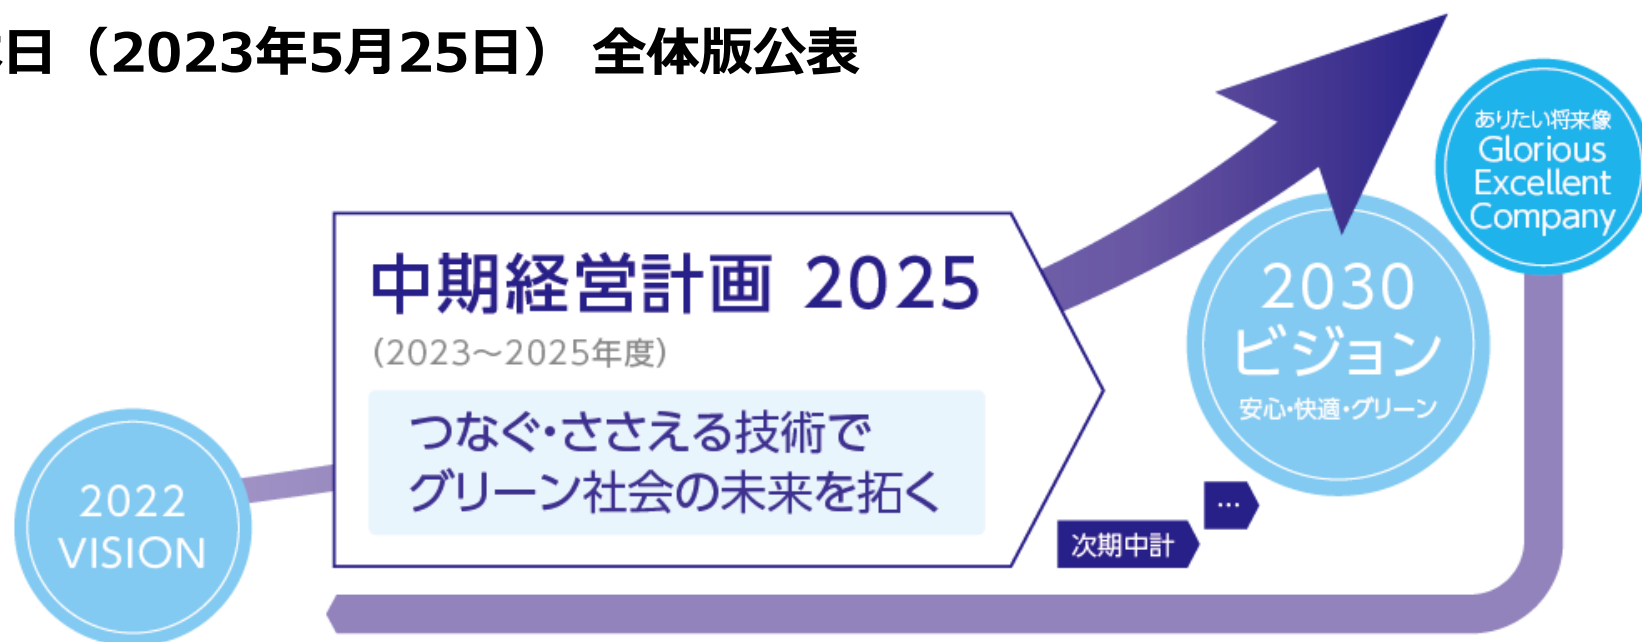 日（2023年5月25日） 全体版公表
ありたい将来像
Glorious
Excellent
Company
中期経営計画 2025
（2023～2025年度）
つなぐ・ささえる技術で
グリーン社会の未来を拓く
2030
ビジョン
安心・快適・グリーン
2022
VISION
次期中計
…